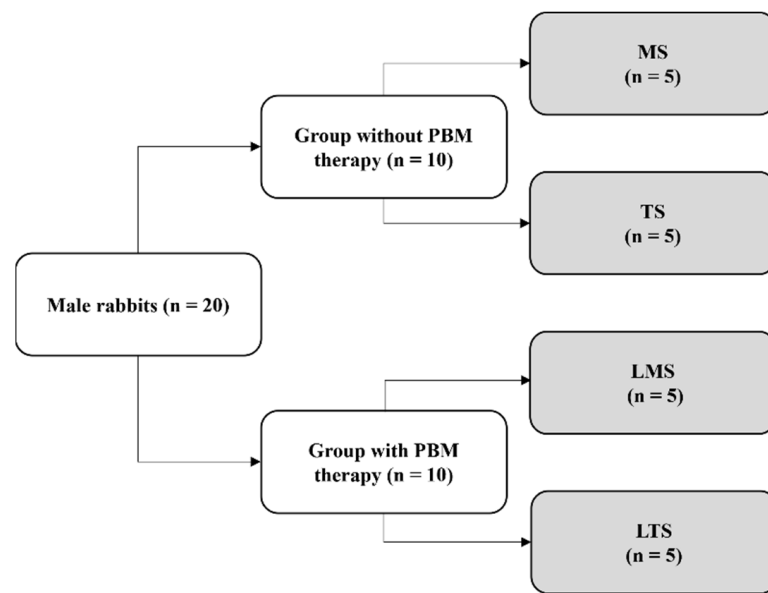 MS
(n = 5)
Group without PBM
therapy (n = 10)
TS
(n = 5)
Male rabbits (n = 20)
LMS
(n = 5)
Group with PBM
therapy (n = 10)
LTS
(n = 5)